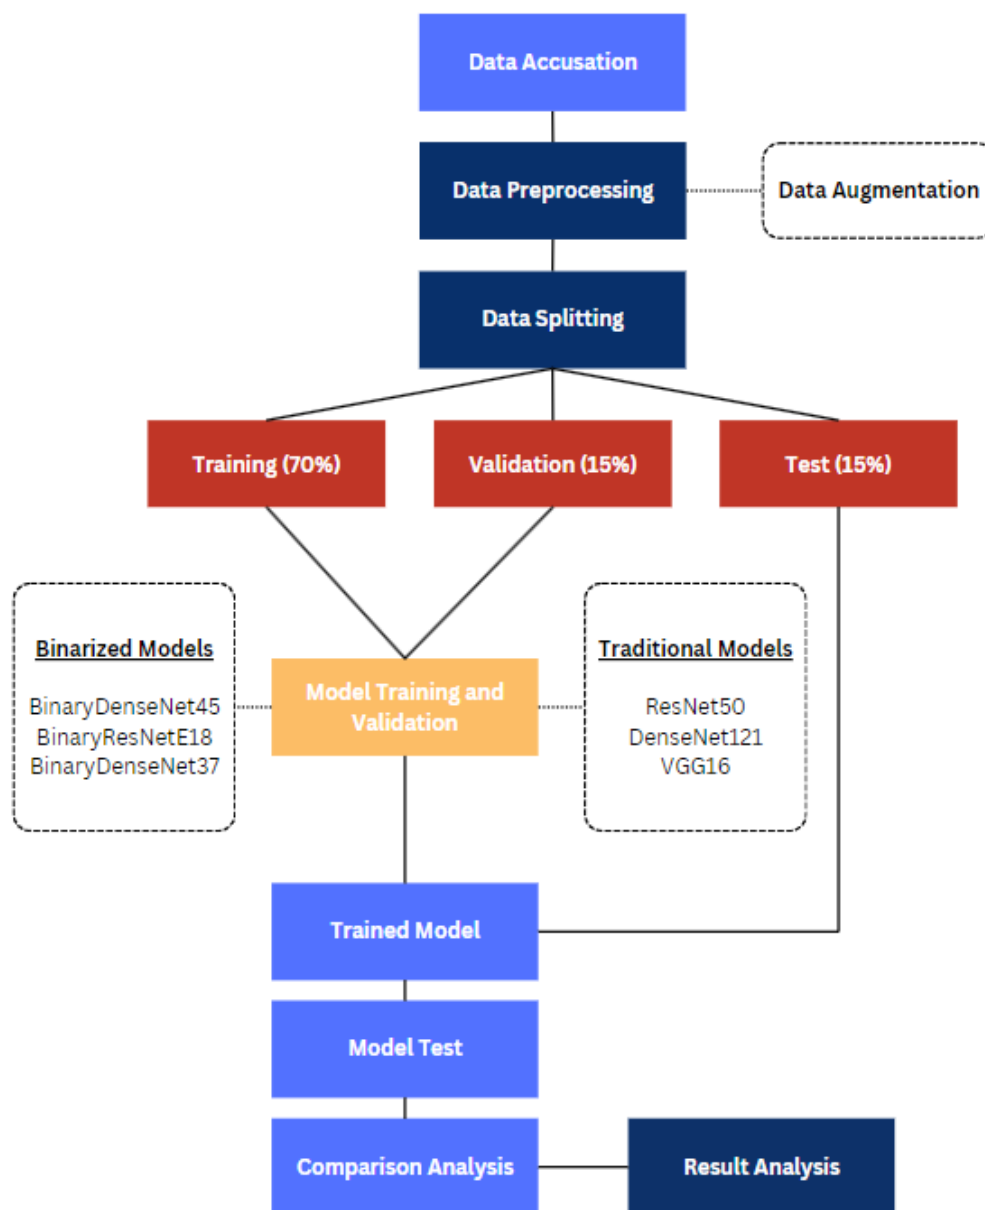 Data Accusation
Data Preprocessing
Data Augmentation
Data Splitting
Training (70%)
Validation (15%)
Test (15%)
Binarized Models
BinaryDenseNet45
BinaryResNetE18
BinaryDenseNet37
Model Training and
Validation
Traditional Models
ResNet50
DenseNet121
VGG16
Trained Model
Model Test
Comparison Analysis
Result Analysis